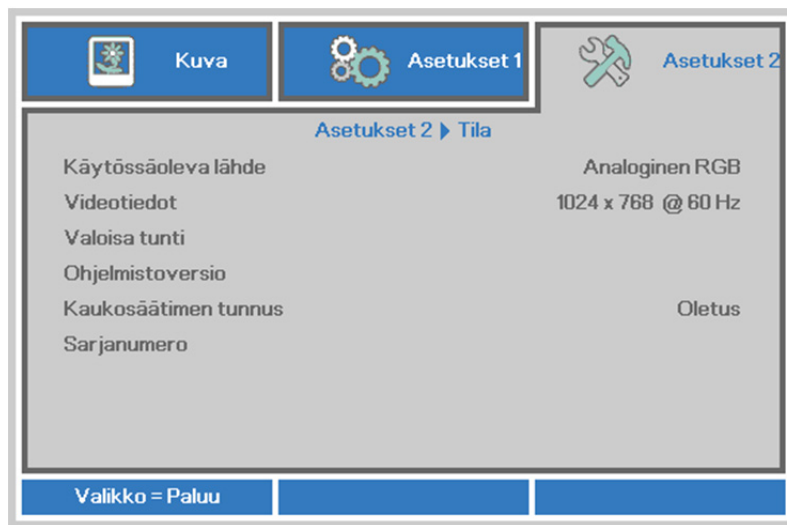 Kuva
Asetukset 1
Asetukset 2
Asetukset 2 ▶ Tila
Käytössäoleva lähde Analoginen RGB
Videotiedot 1024 x 768 @ 60 Hz
Valoisa tunti
Ohjelmistoversio
Kaukosäätimen tunnus Oletus
Sarjanumero
Valikko = Paluu